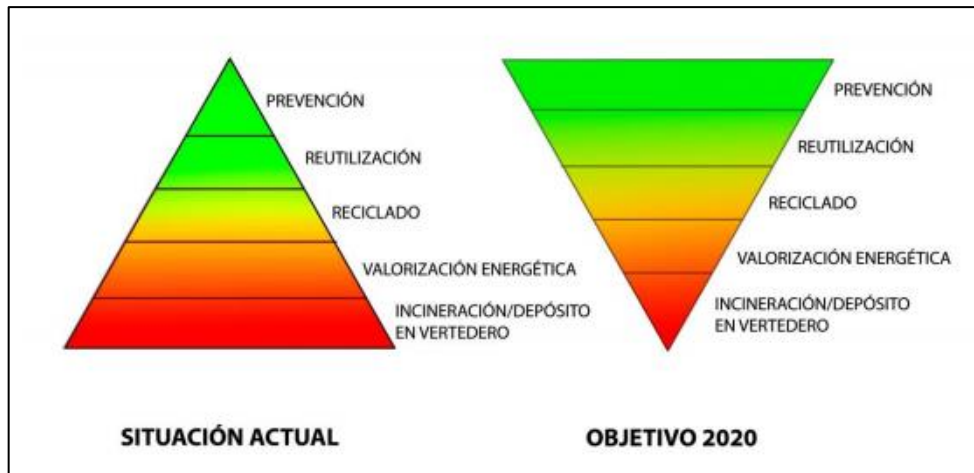 PREVENCIÓN
REUTILIZACIÓN
RECICLADO
VALORIZACIÓN ENERGÉTICA
INCINERACIÓN/DEPÓSITO
EN VERTEDERO
SITUACIÓN ACTUAL
PREVENCIÓN
REUTILIZACIÓN
RECICLADO
VALORIZACIÓN ENERGÉTICA
INCINERACIÓN/DEPÓSITO
EN VERTEDERO
OBJETIVO 2020